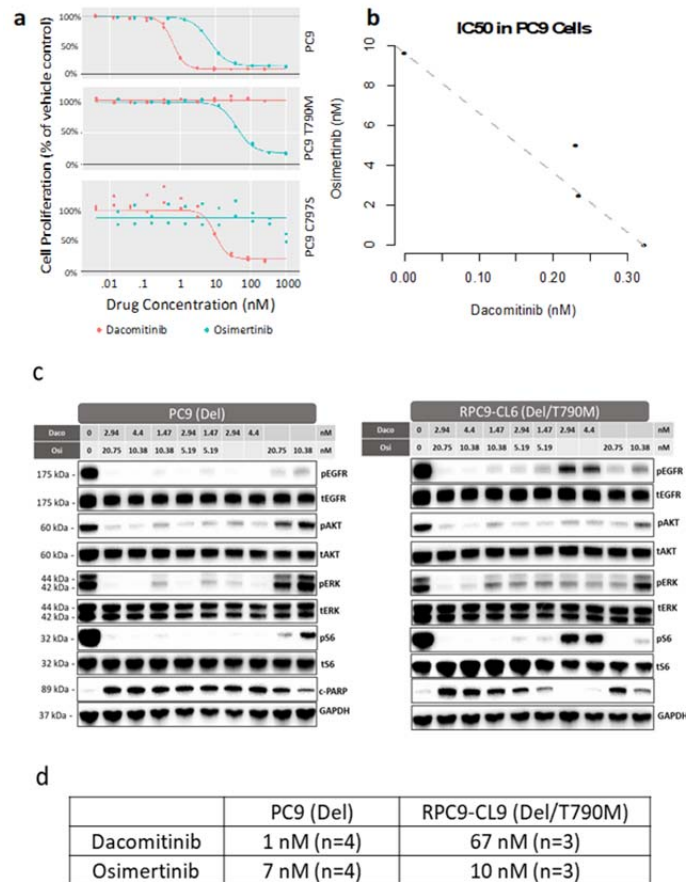 a
Cell Proliferation (% of vehicle control)
100%
50%
0%
PC9
100%
50%
0%
PC9 T790M
100%
50%
0%
PC9 C797S
.01 .1 1 10 100 1000
Drug Concentration (nM)
Dacomitinib Osimertinib
b
IC50 in PC9 Cells
Osimertinib (nM)
10
8
6
4
2
0
0.00 0.10 0.20 0.30
Dacomitinib (nM)
c
PC9 (Del)
Daco 0 2.94 4.4 1.47 2.94 1.47 2.94 4.4 nM
Osi 0 20.75 10.38 10.38 5.19 5.19 20.75 10.38 nM
175 kDa - pEGFR
175 kDa - tEGFR
60 kDa - pAKT
60 kDa - tAKT
44 kDa -
42 kDa - pERK
44 kDa - tERK
42 kDa -
32 kDa - pS6
32 kDa - tS6
89 kDa - c-PARP
37 kDa - GAPDH
RPC9-CL6 (Del/T790M)
0 2.94 4.4 1.47 2.94 1.47 2.94 4.4 nM
0 20.75 10.38 10.38 5.19 5.19 20.75 10.38 nM
pEGFR
tEGFR
pAKT
tAKT
pERK
tERK
pS6
tS6
GAPDH
d
PC9 (Del) RPC9-CL9 (Del/T790M)
Dacomitinib 1 nM (n=4) 67 nM (n=3)
Osimertinib 7 nM (n=4) 10 nM (n=3)